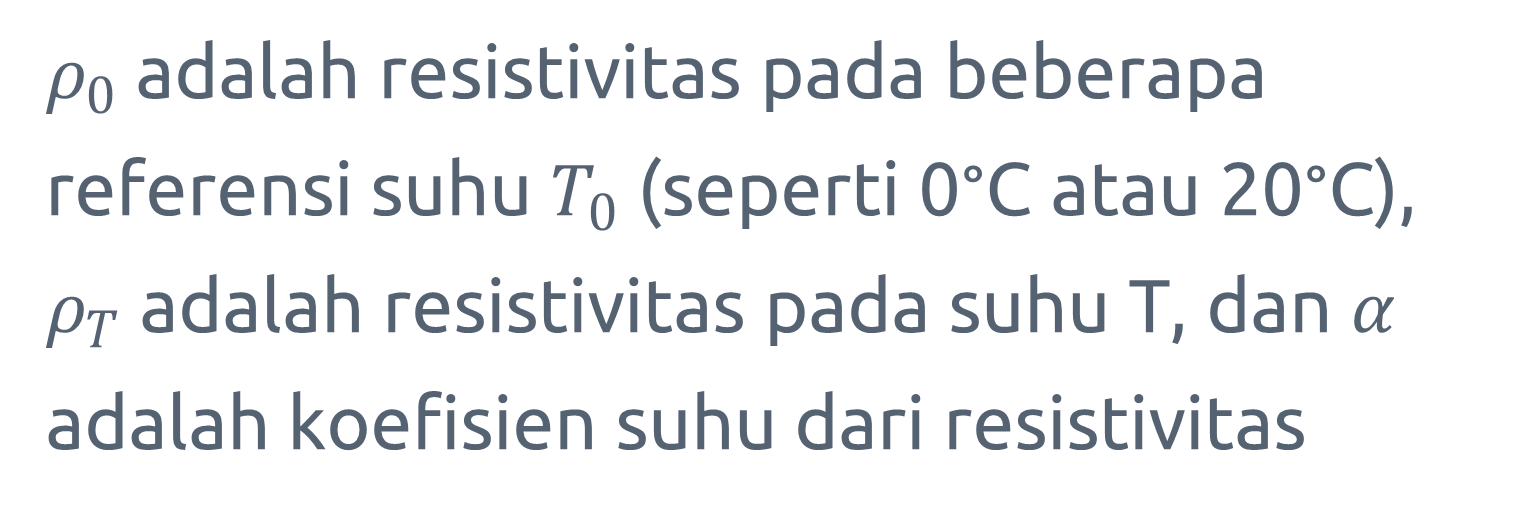 ρ₀ adalah resistivitas pada beberapa
referensi suhu T₀ (seperti 0°C atau 20°C),
ρ_T adalah resistivitas pada suhu T, dan α
adalah koefisien suhu dari resistivitas